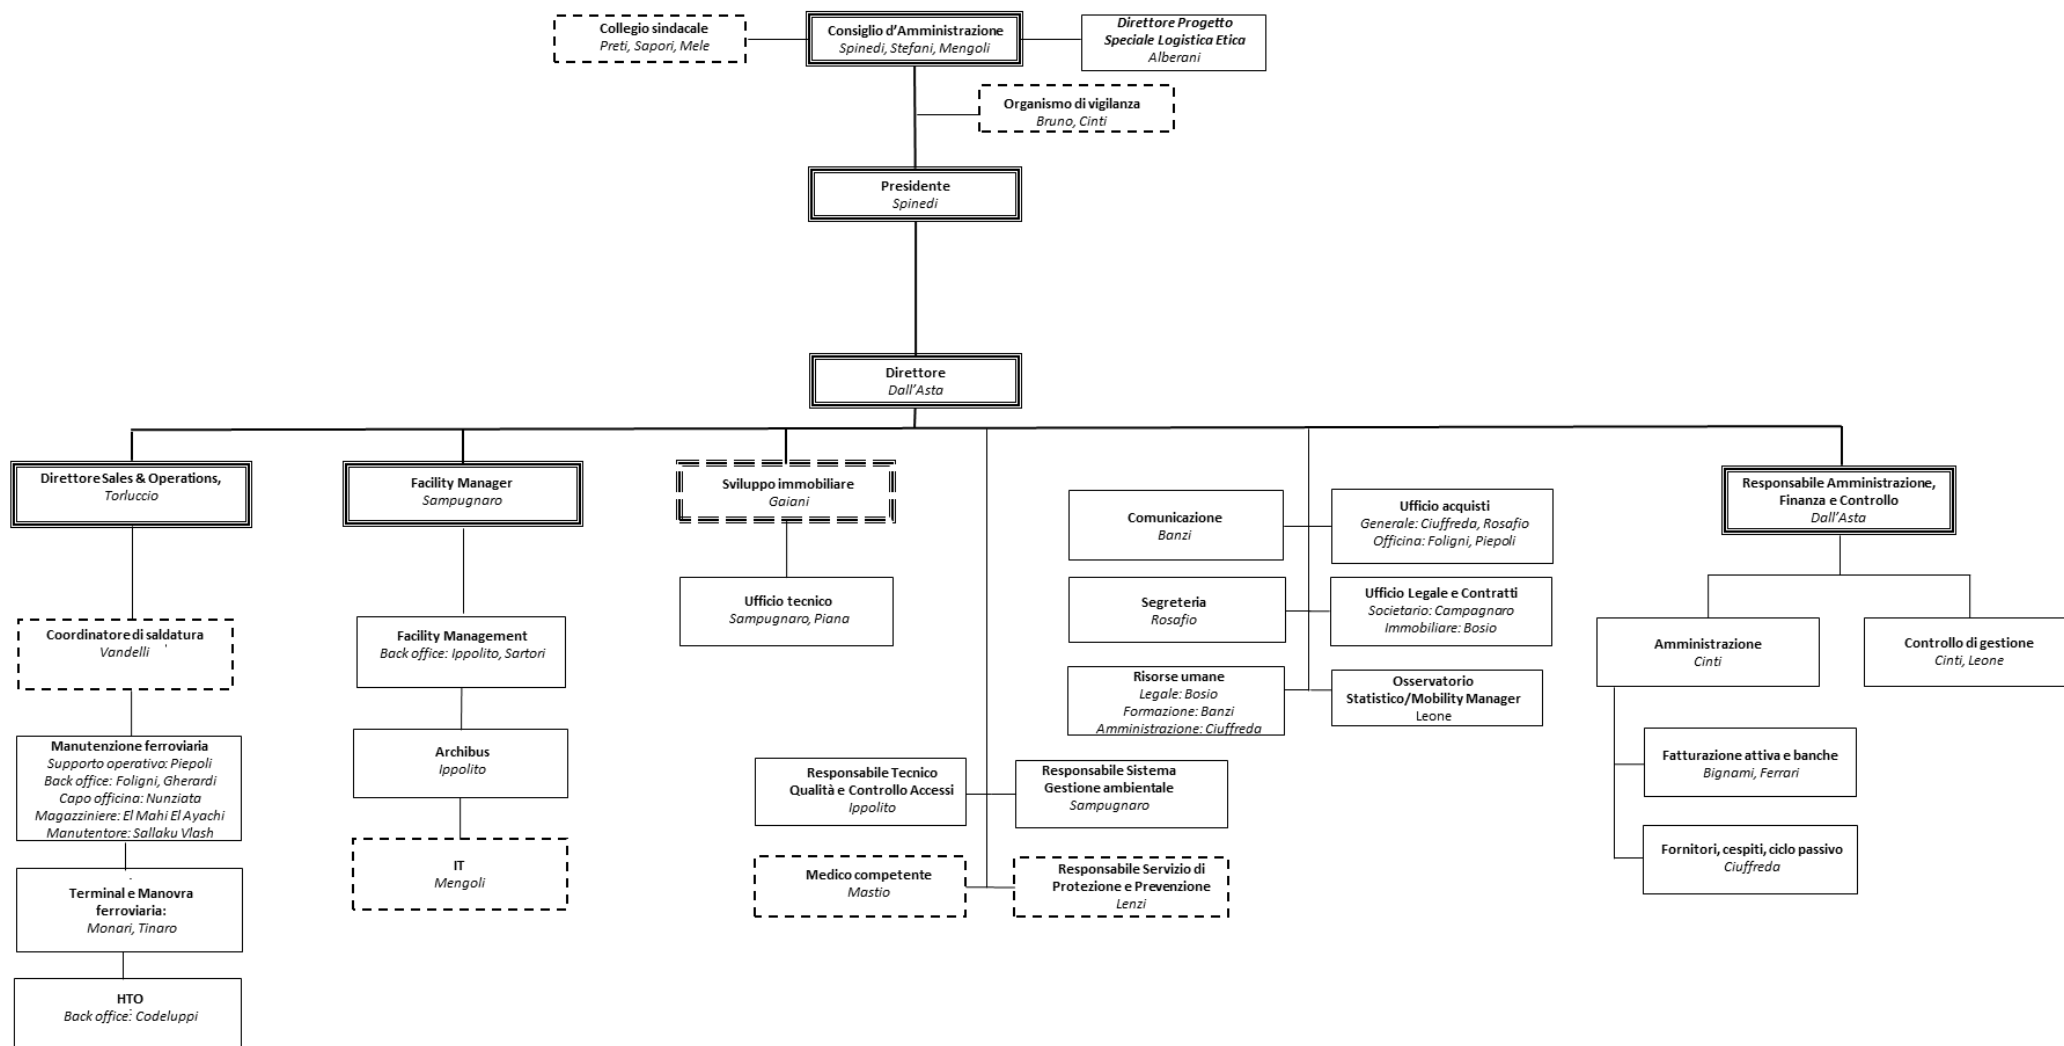 Collegio sindacale
Preti, Sapori, Mele
Consiglio d'Amministrazione
Spinedi, Stefani, Mengoli
Direttore Progetto
Speciale Logistica Etica
Alberani
Organismo di vigilanza
Bruno, Cinti
Presidente
Spinedi
Direttore
Dall'Asta
Direttore Sales & Operations,
Torluccio
Facility Manager
Sampugnaro
Sviluppo immobiliare
Gaiani
Responsabile Amministrazione,
Finanza e Controllo
Dall'Asta
Coordinatore di saldatura
Vandelli
Manutenzione ferroviaria
Supporto operativo: Piepoli
Back office: Foligni, Gherardi
Capo officina: Nunziata
Magazziniere: El Mahi El Ayachi
Manutentore: Sallaku Vlash
Terminal e Manovra
ferroviaria:
Monari, Tinaro
HTO
Back office: Codeluppi
Facility Management
Back office: Ippolito, Sartori
Archibus
Ippolito
IT
Mengoli
Ufficio tecnico
Sampugnaro, Piana
Comunicazione
Banzi
Ufficio acquisti
Generale: Ciuffreda, Rosafio
Officina: Foligni, Piepoli
Segreteria
Rosafio
Ufficio Legale e Contratti
Societario: Campagnaro
Immobiliare: Bosio
Risorse umane
Legale: Bosio
Formazione: Banzi
Amministrazione: Ciuffreda
Osservatorio
Statistico/Mobility Manager
Leone
Responsabile Tecnico
Qualità e Controllo Accessi
Ippolito
Responsabile Sistema
Gestione ambientale
Sampugnaro
Medico competente
Mastio
Responsabile Servizio di
Protezione e Prevenzione
Lenzi
Amministrazione
Cinti
Controllo di gestione
Cinti, Leone
Fatturazione attiva e banche
Bignami, Ferrari
Fornitori, cespiti, ciclo passivo
Ciuffreda